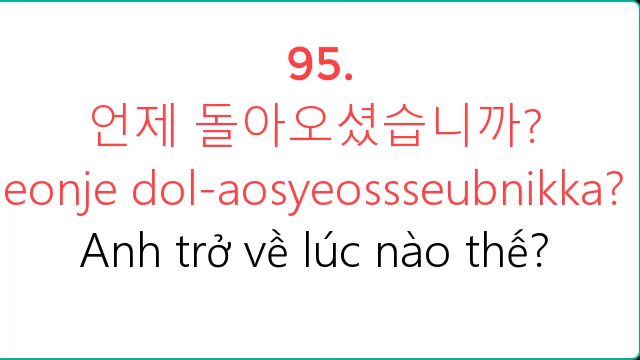 95.
언제 돌아오셨습니까?
eonje dol-aosyeossseubnikka?
Anh trở về lúc nào thế?